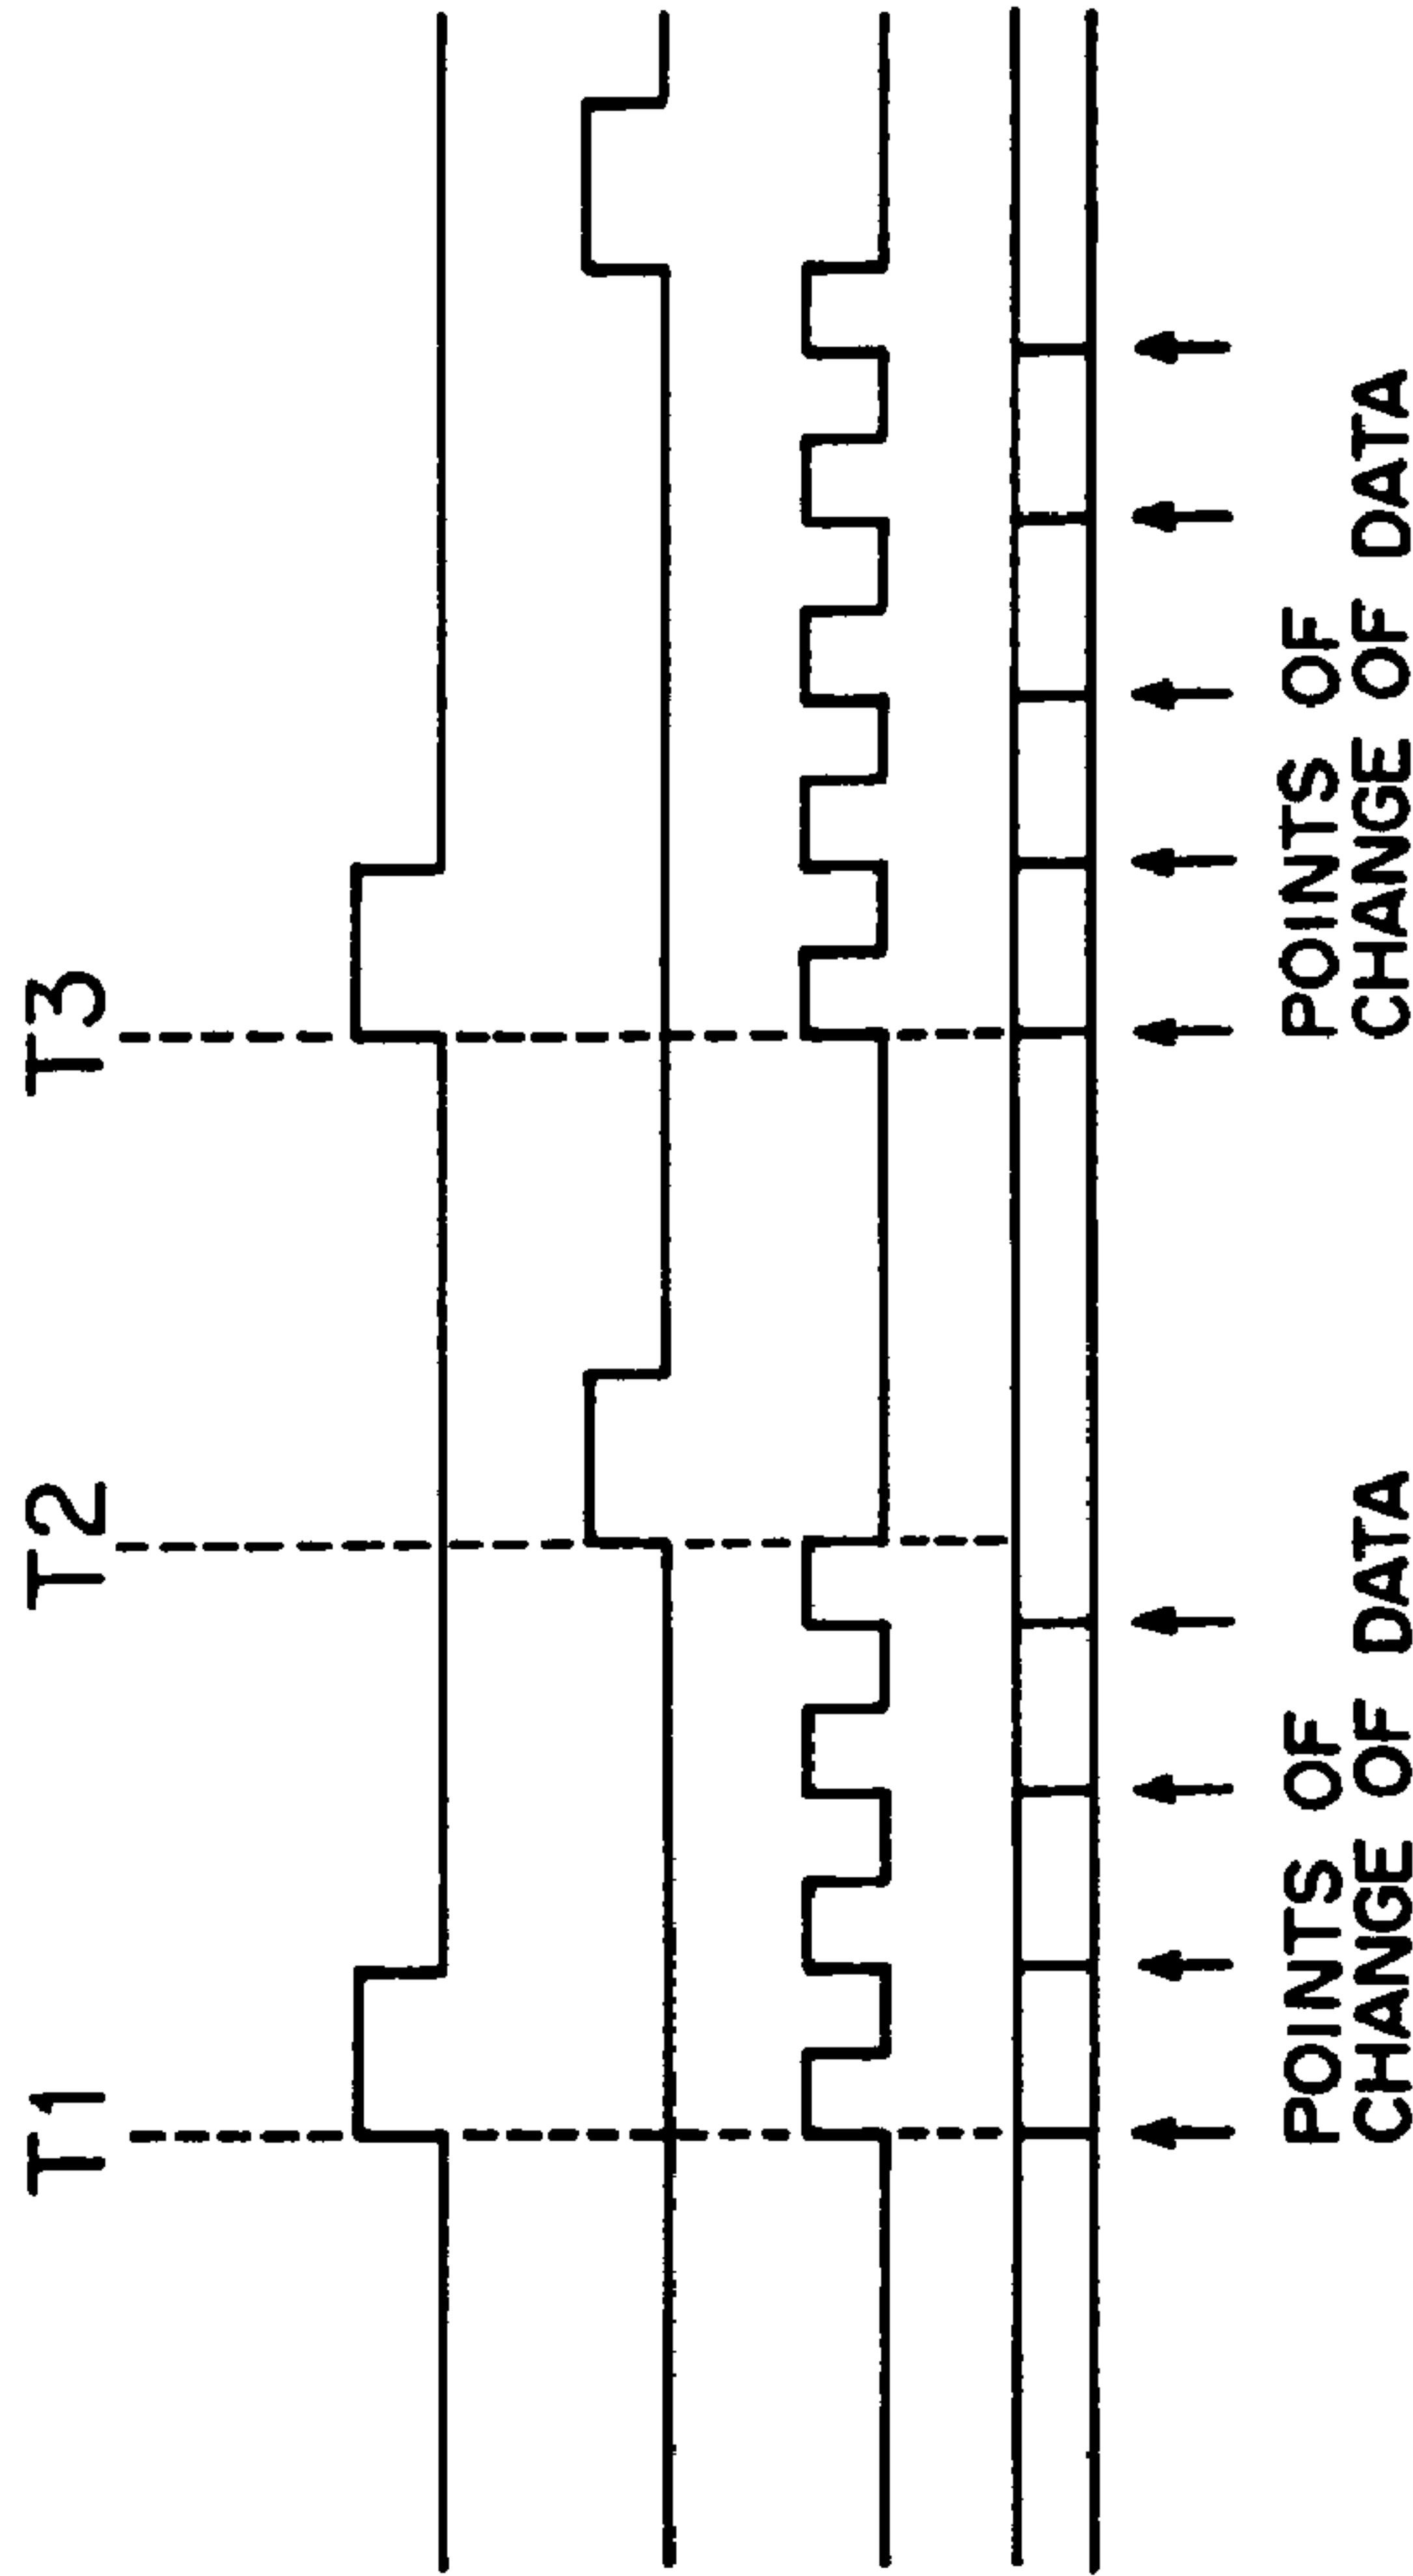 T1
T2
T3
POINTS OF
CHANGE OF DATA
POINTS OF
CHANGE OF DATA